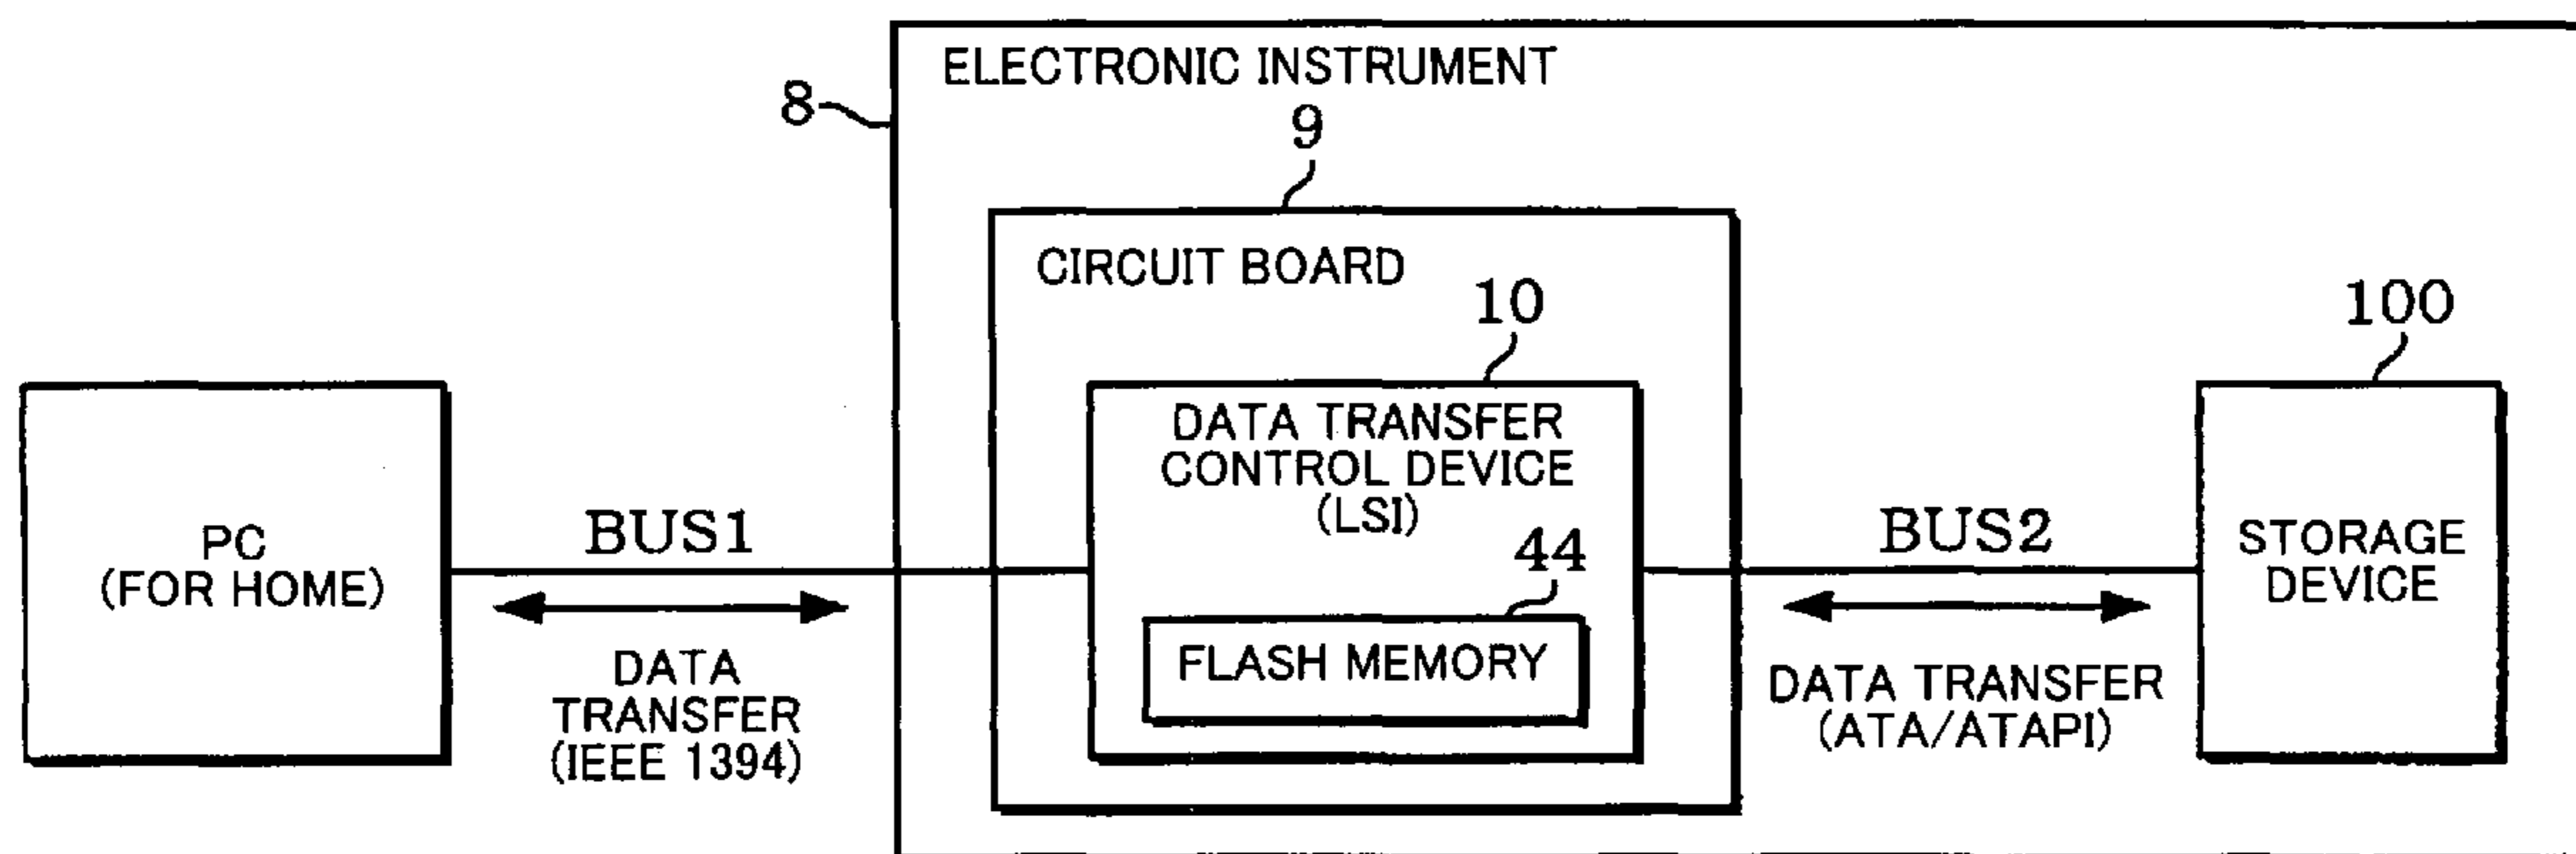 ELECTRONIC INSTRUMENT
8
9
CIRCUIT BOARD
10
100
DATA TRANSFER
CONTROL DEVICE
(LSI)
PC
(FOR HOME)
BUS1
44
BUS2
STORAGE
DEVICE
FLASH MEMORY
DATA
TRANSFER
(IEEE 1394)
DATA TRANSFER
(ATA/ATAPI)